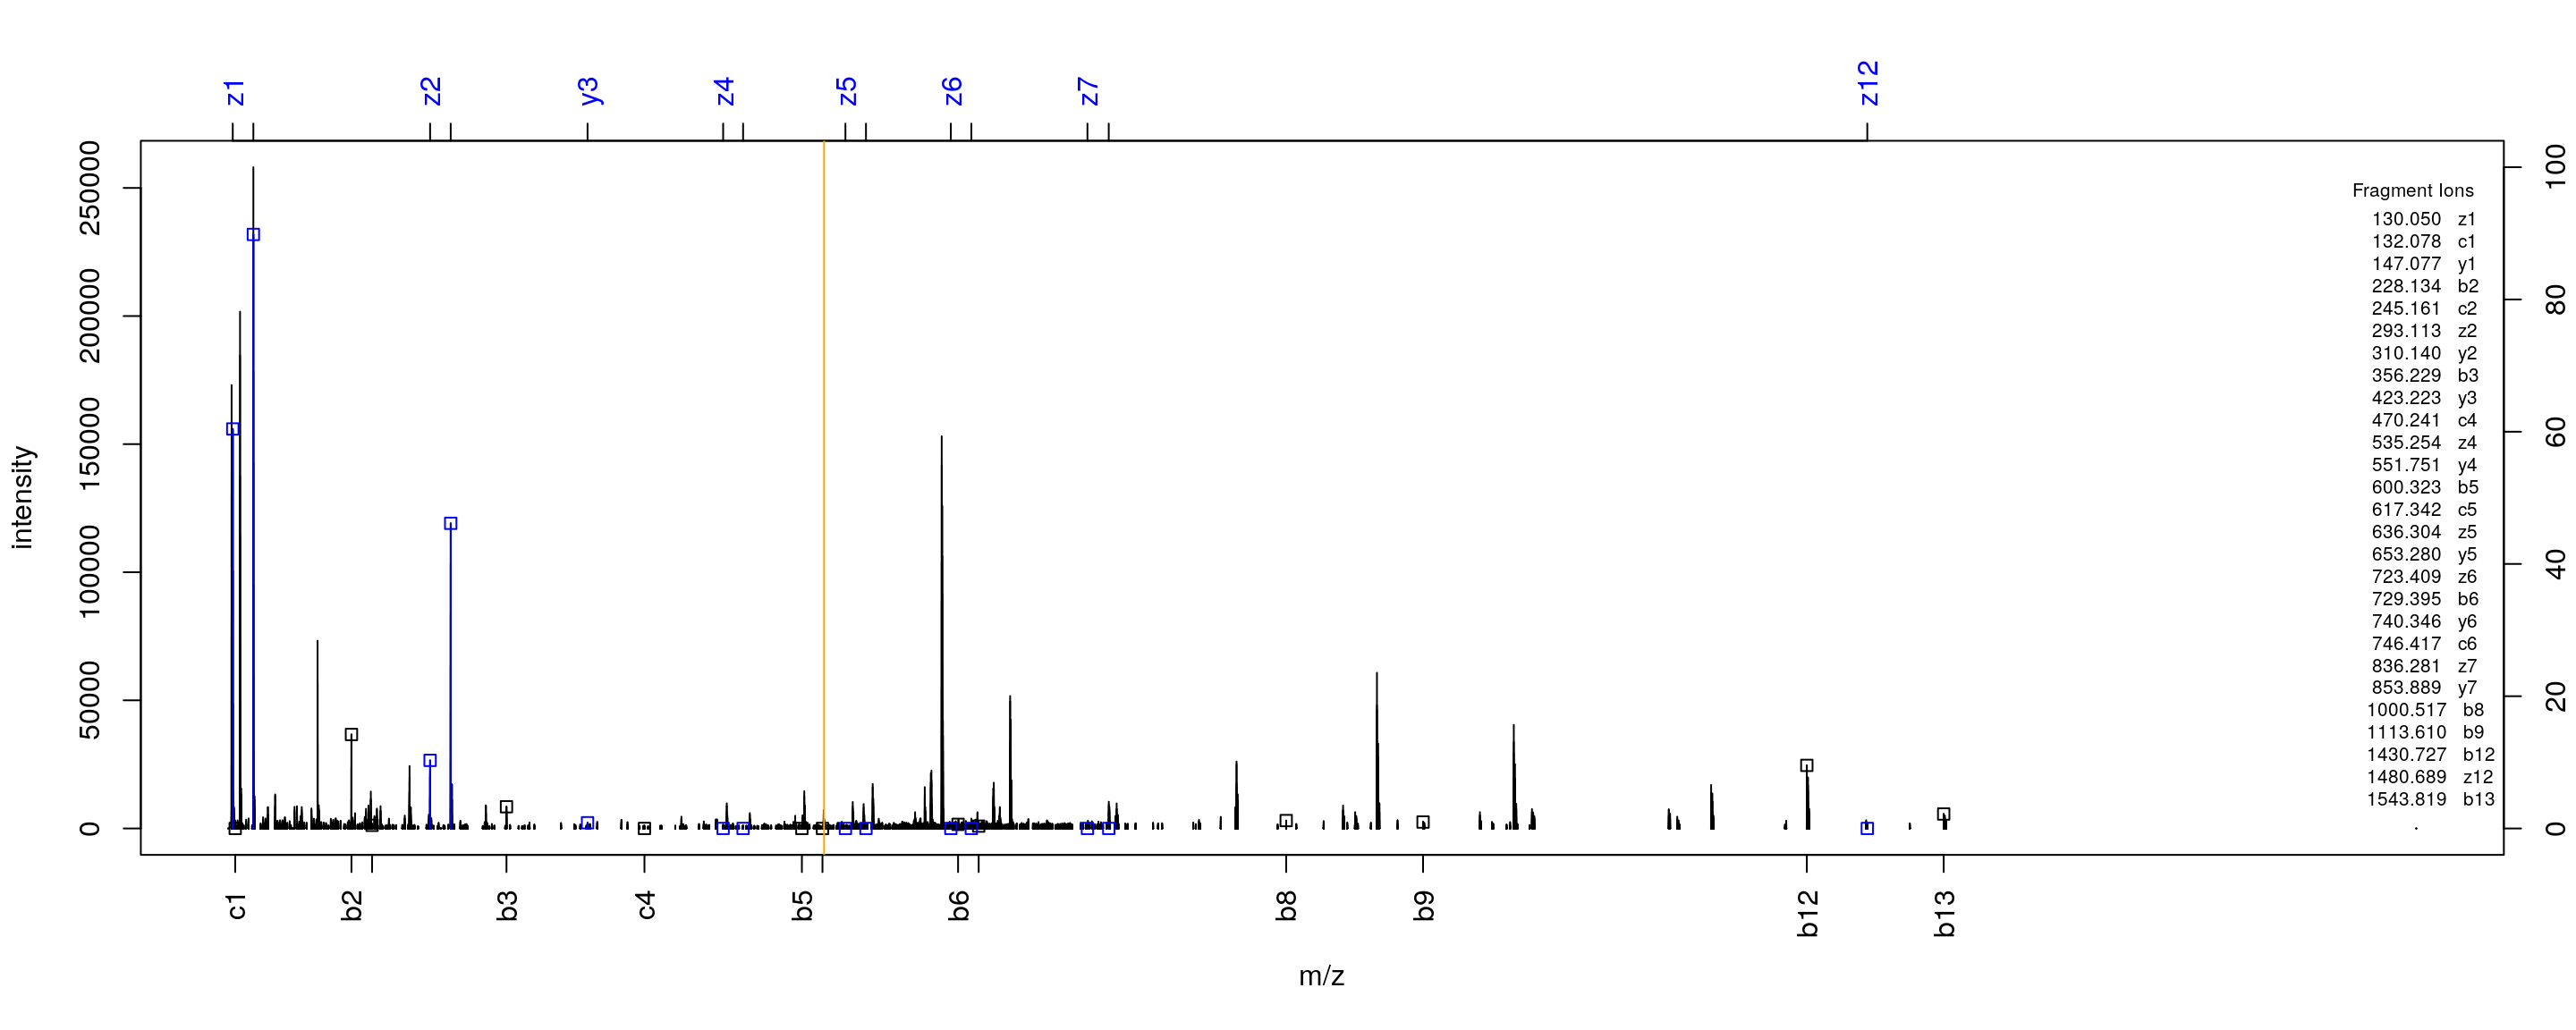 z1 z2 y3 z4 z5 z6 z7 z12
250000
200000
150000
100000
50000
0
intensity
100
80
60
40
20
0
Fragment Ions
130.050 z1
132.078 c1
147.077 y1
228.134 b2
245.161 c2
293.113 z2
310.140 y2
356.229 b3
423.223 y3
470.241 c4
535.254 z4
551.751 y4
600.323 b5
617.342 c5
636.304 z5
653.280 y5
723.409 z6
729.395 b6
740.346 y6
746.417 c6
836.281 z7
853.889 y7
1000.517 b8
1113.610 b9
1430.727 b12
1480.689 z12
1543.819 b13
c1 b2 b3 c4 b5 b6 b8 b9 b12 b13
m/z